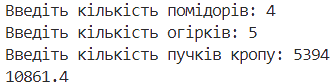 Введіть кількість помідорів: 4
Введіть кількість огірків: 5
Введіть кількість пучків кропу: 5394
10861.4